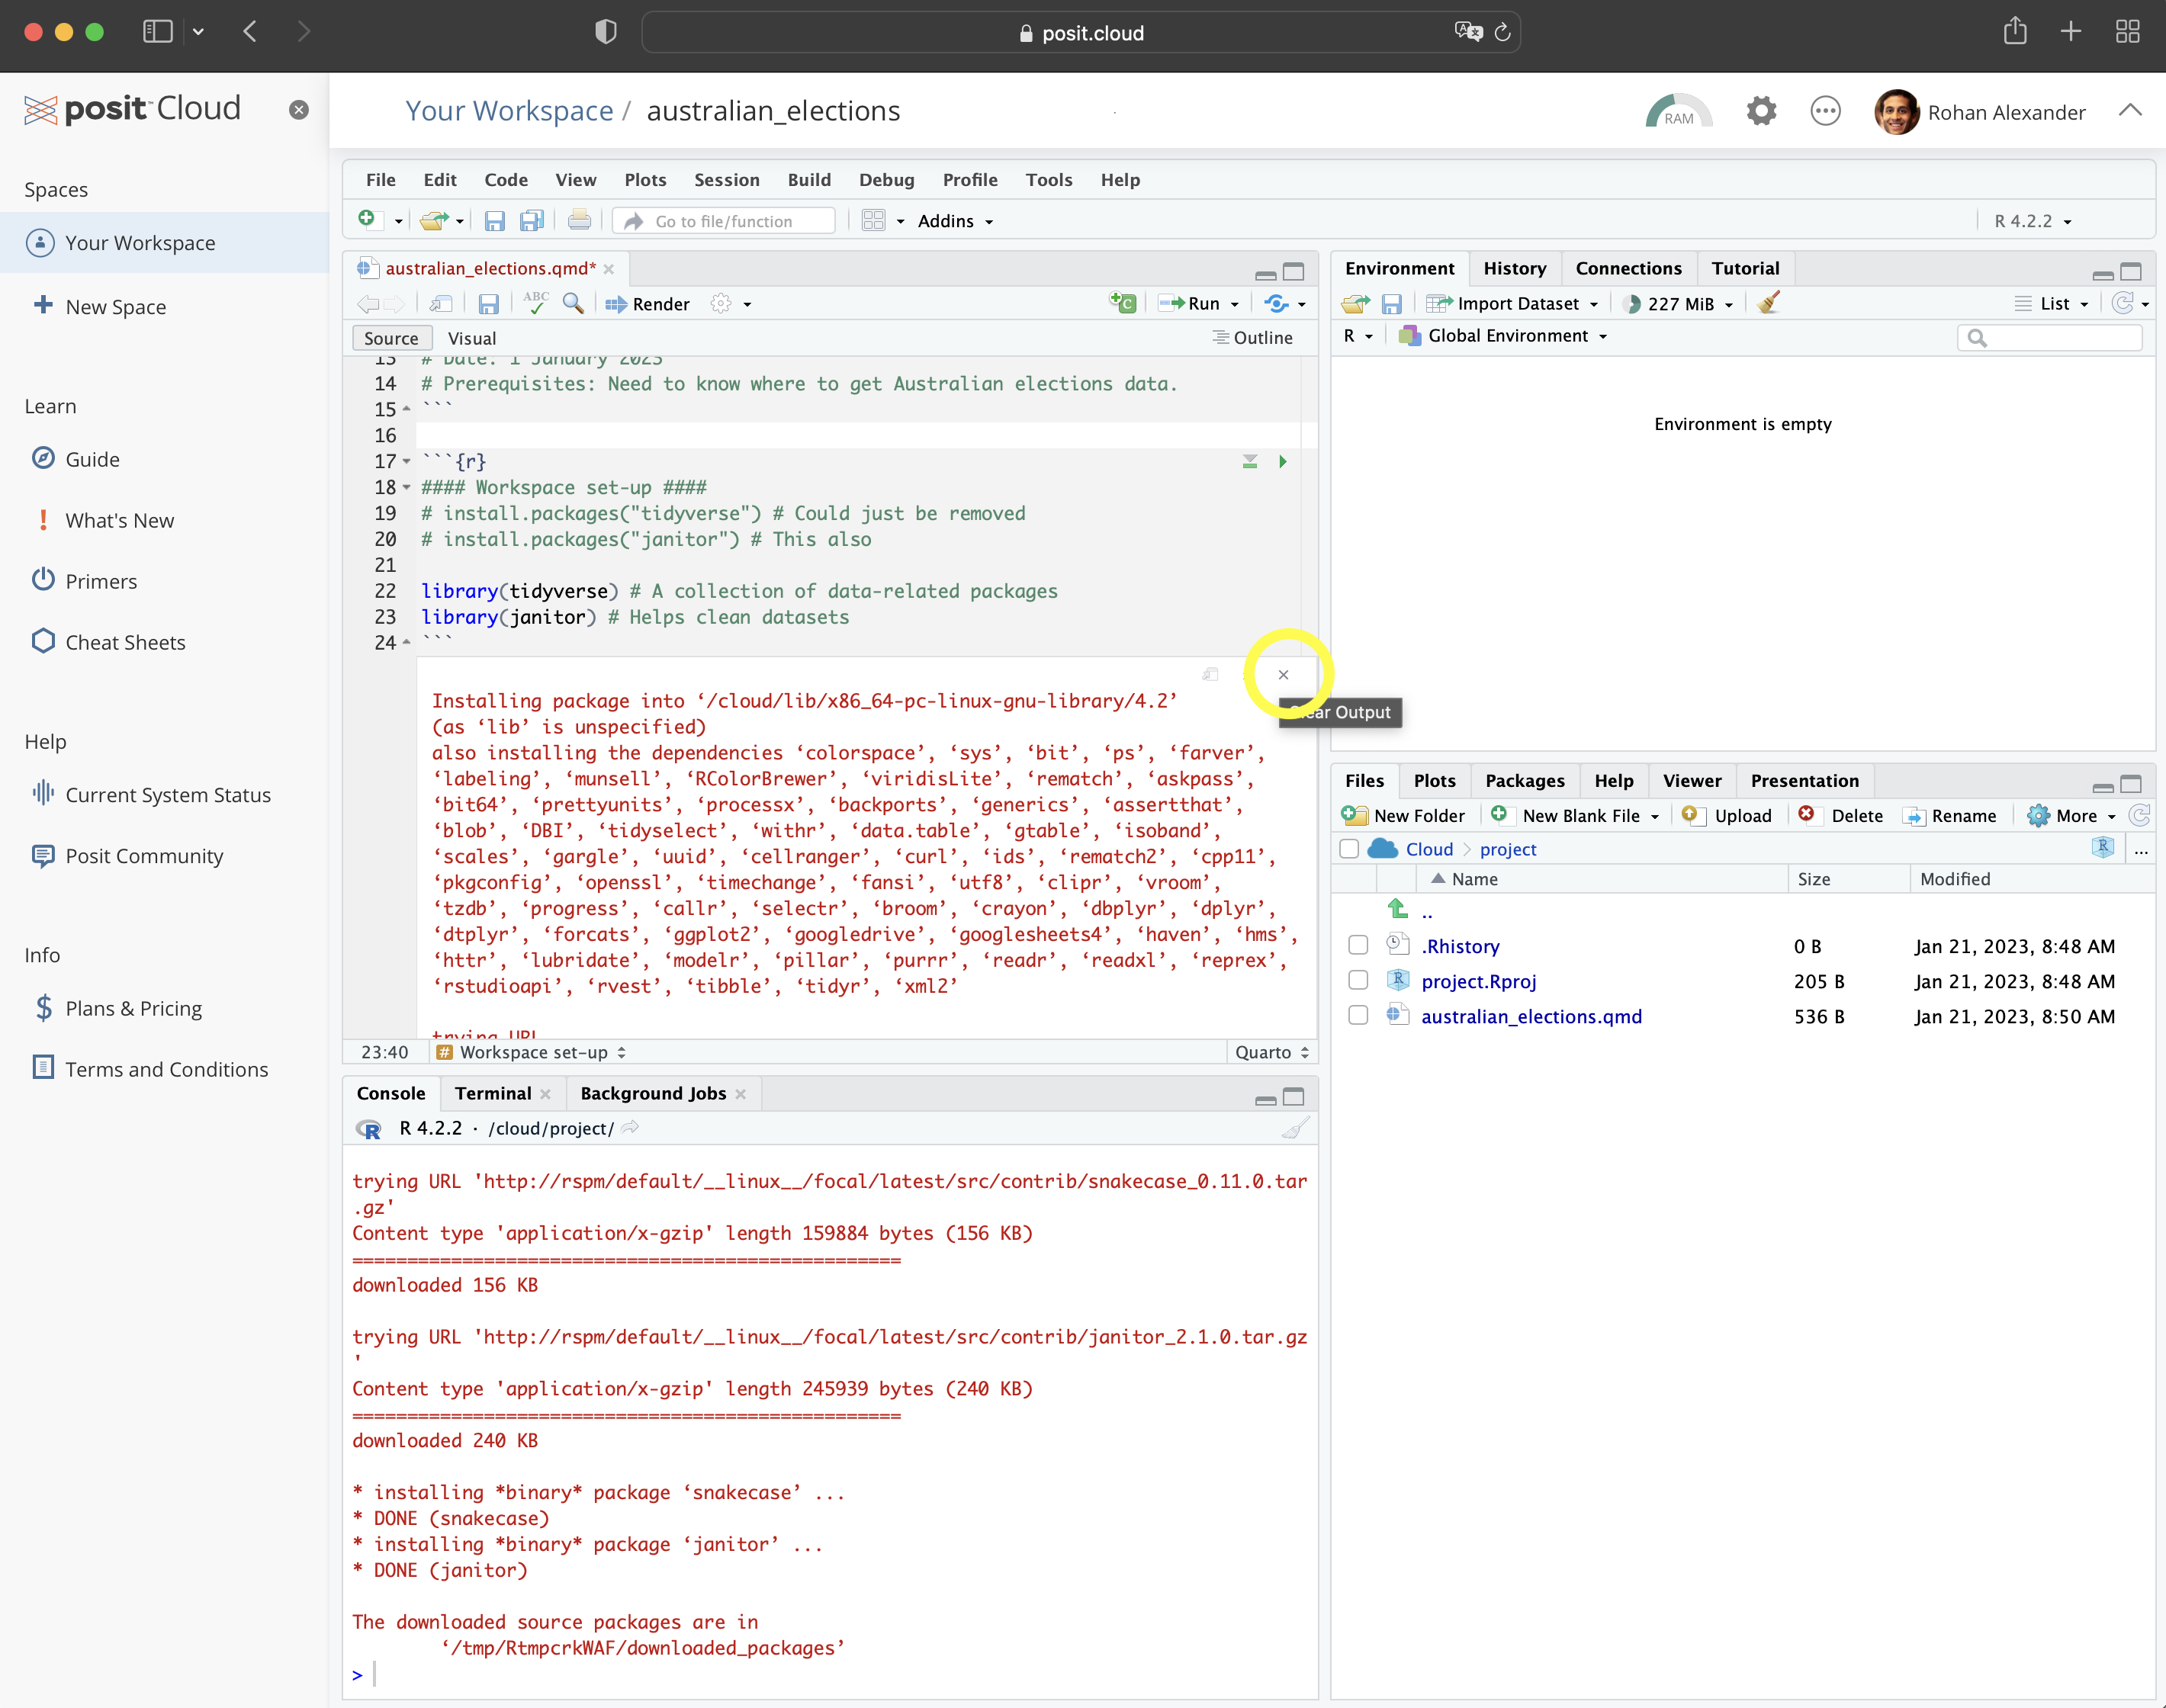 posit.cloud
posit Cloud
Your Workspace / australian_elections
RAM
Rohan Alexander
Spaces
Your Workspace
New Space
Learn
Guide
What's New
Primers
Cheat Sheets
Help
Current System Status
Posit Community
Info
Plans & Pricing
Terms and Conditions
File Edit Code View Plots Session Build Debug Profile Tools Help
Go to file/function
Addins
R 4.2.2
australian_elections.qmd*
ABC
Render
Run
Source Visual
Outline
13 # Date: 1 January 2023
14 # Prerequisites: Need to know where to get Australian elections data.
15 ```
16
17 ```{r}
18 #### Workspace set-up ####
19 # install.packages("tidyverse") # Could just be removed
20 # install.packages("janitor") # This also
21
22 library(tidyverse) # A collection of data-related packages
23 library(janitor) # Helps clean datasets
24 ```
Output
Installing package into ‘/cloud/lib/x86_64-pc-linux-gnu-library/4.2’
(as ‘lib’ is unspecified)
also installing the dependencies ‘colorspace’, ‘sys’, ‘bit’, ‘ps’, ‘farver’,
‘labeling’, ‘munsell’, ‘RColorBrewer’, ‘viridisLite’, ‘rematch’, ‘askpass’,
‘bit64’, ‘prettyunits’, ‘processx’, ‘backports’, ‘generics’, ‘assertthat’,
‘blob’, ‘DBI’, ‘tidyselect’, ‘withr’, ‘data.table’, ‘gtable’, ‘isoband’,
‘scales’, ‘gargle’, ‘uuid’, ‘cellranger’, ‘curl’, ‘ids’, ‘rematch2’, ‘cpp11’,
‘pkgconfig’, ‘openssl’, ‘timechange’, ‘fansi’, ‘utf8’, ‘clipr’, ‘vroom’,
‘tzdb’, ‘progress’, ‘callr’, ‘selectr’, ‘broom’, ‘crayon’, ‘dbplyr’, ‘dplyr’,
‘dtplyr’, ‘forcats’, ‘ggplot2’, ‘googledrive’, ‘googlesheets4’, ‘haven’, ‘hms’,
‘httr’, ‘lubridate’, ‘modelr’, ‘pillar’, ‘purrr’, ‘readr’, ‘readxl’, ‘reprex’,
‘rstudioapi’, ‘rvest’, ‘tibble’, ‘tidyr’, ‘xml2’
trying URL
23:40
# Workspace set-up
Quarto
Console Terminal Background Jobs
R 4.2.2 · /cloud/project/
trying URL 'http://rspm/default/__linux__/focal/latest/src/contrib/snakecase_0.11.0.tar
.gz'
Content type 'application/x-gzip' length 159884 bytes (156 KB)
==================================================
downloaded 156 KB
trying URL 'http://rspm/default/__linux__/focal/latest/src/contrib/janitor_2.1.0.tar.gz
'
Content type 'application/x-gzip' length 245939 bytes (240 KB)
==================================================
downloaded 240 KB
* installing *binary* package ‘snakecase’ ...
* DONE (snakecase)
* installing *binary* package ‘janitor’ ...
* DONE (janitor)
The downloaded source packages are in
‘/tmp/RtmpcrkWAF/downloaded_packages’
>
Environment History Connections Tutorial
Import Dataset
227 MiB
List
R
Global Environment
Environment is empty
Files Plots Packages Help Viewer Presentation
New Folder New Blank File Upload Delete Rename More
Cloud > project
...
Name Size Modified
..
.Rhistory 0 B Jan 21, 2023, 8:48 AM
project.Rproj 205 B Jan 21, 2023, 8:48 AM
australian_elections.qmd 536 B Jan 21, 2023, 8:50 AM